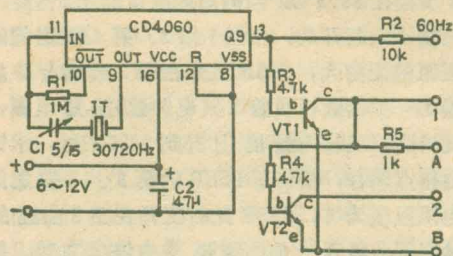 11 CD4060 13 R2 60Hz
IN Q9
OUT OUT VCC R VSS 10k
R1 10 9 16 12 8 R3
1M JT 4.7k
c
b VT1
C1 5/15 30720Hz e R5
+ + R4 1k A
6~12V C2 4.7k
47μ b c 2
− VT2
e B